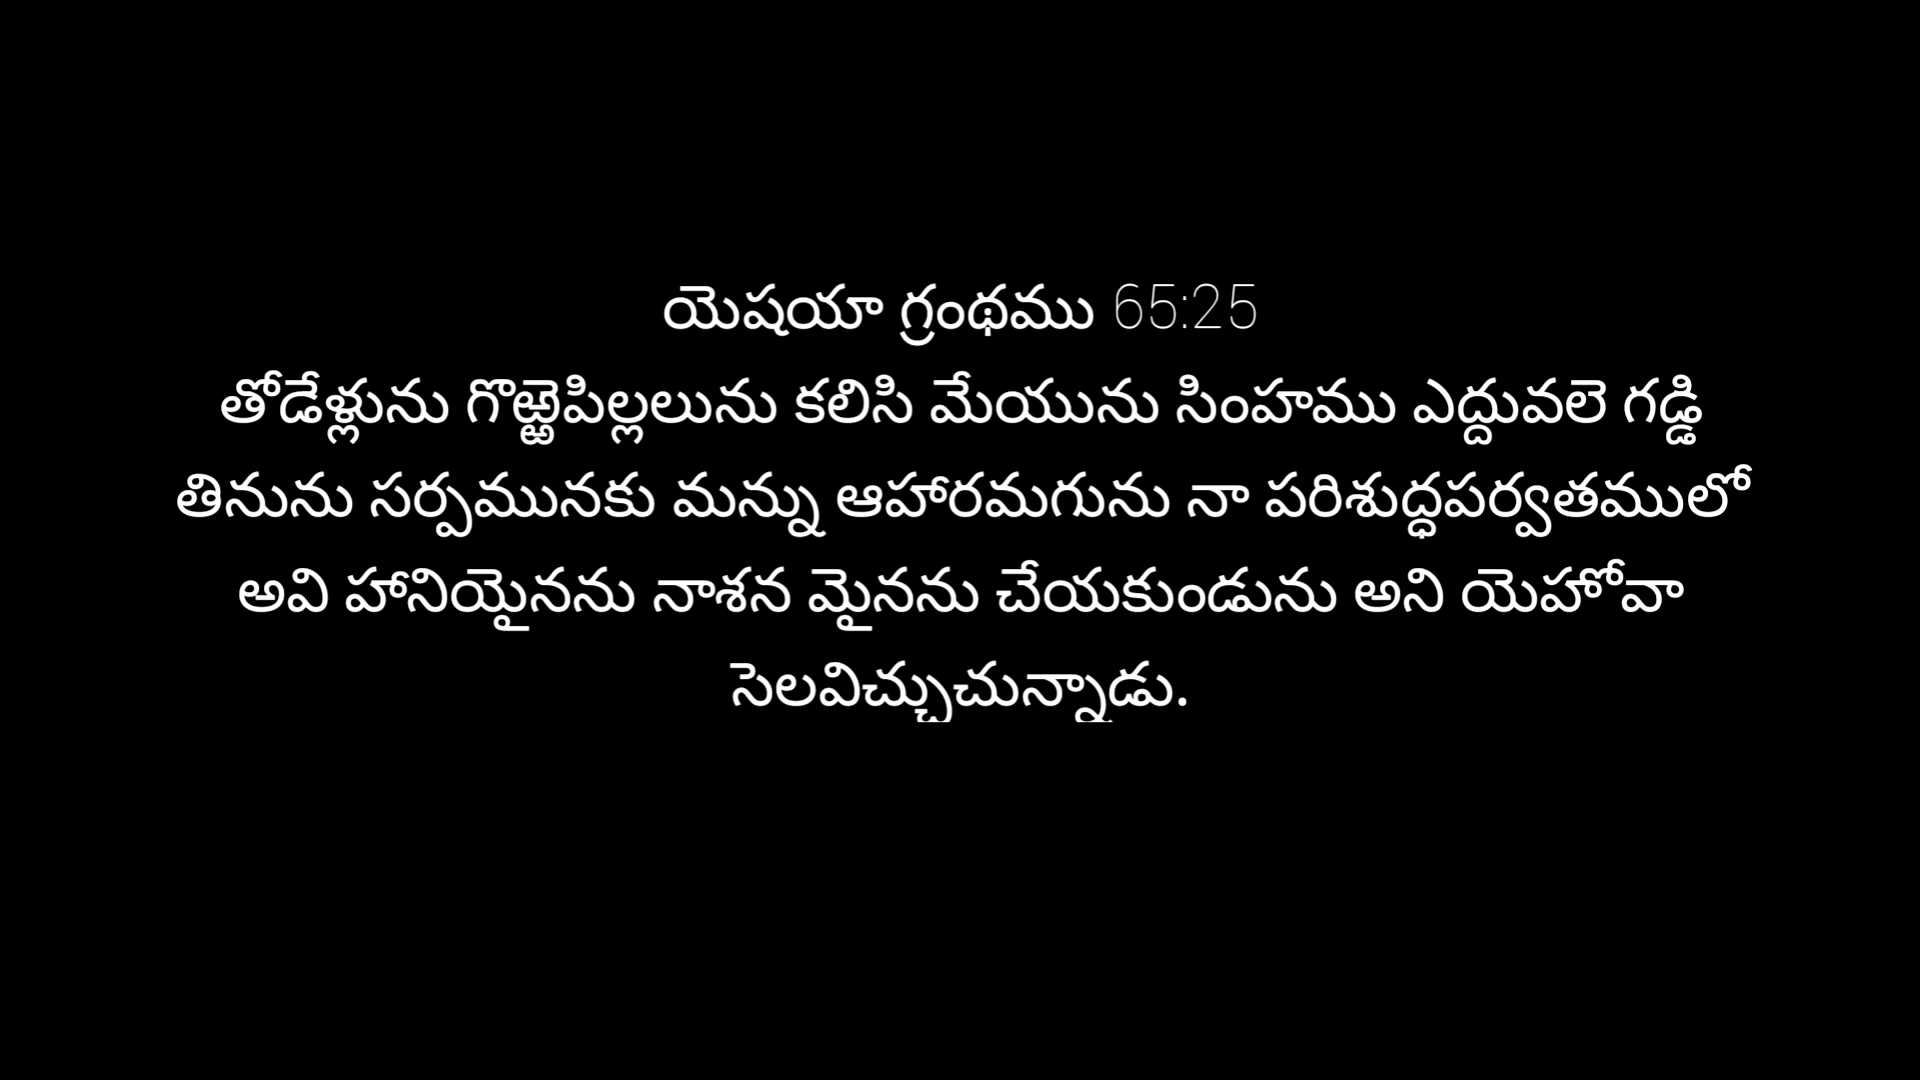 యెషయా గ్రంథము 65:25
తోడేళ్లును గొఱ్ఱెపిల్లలును కలిసి మేయును సింహము ఎద్దువలె గడ్డి
తినును సర్పమునకు మన్ను ఆహారమగును నా పరిశుద్ధపర్వతములో
అవి హానియైనను నాశన మైనను చేయకుండును అని యెహోవా
సెలవిచ్చుచున్నాడు.